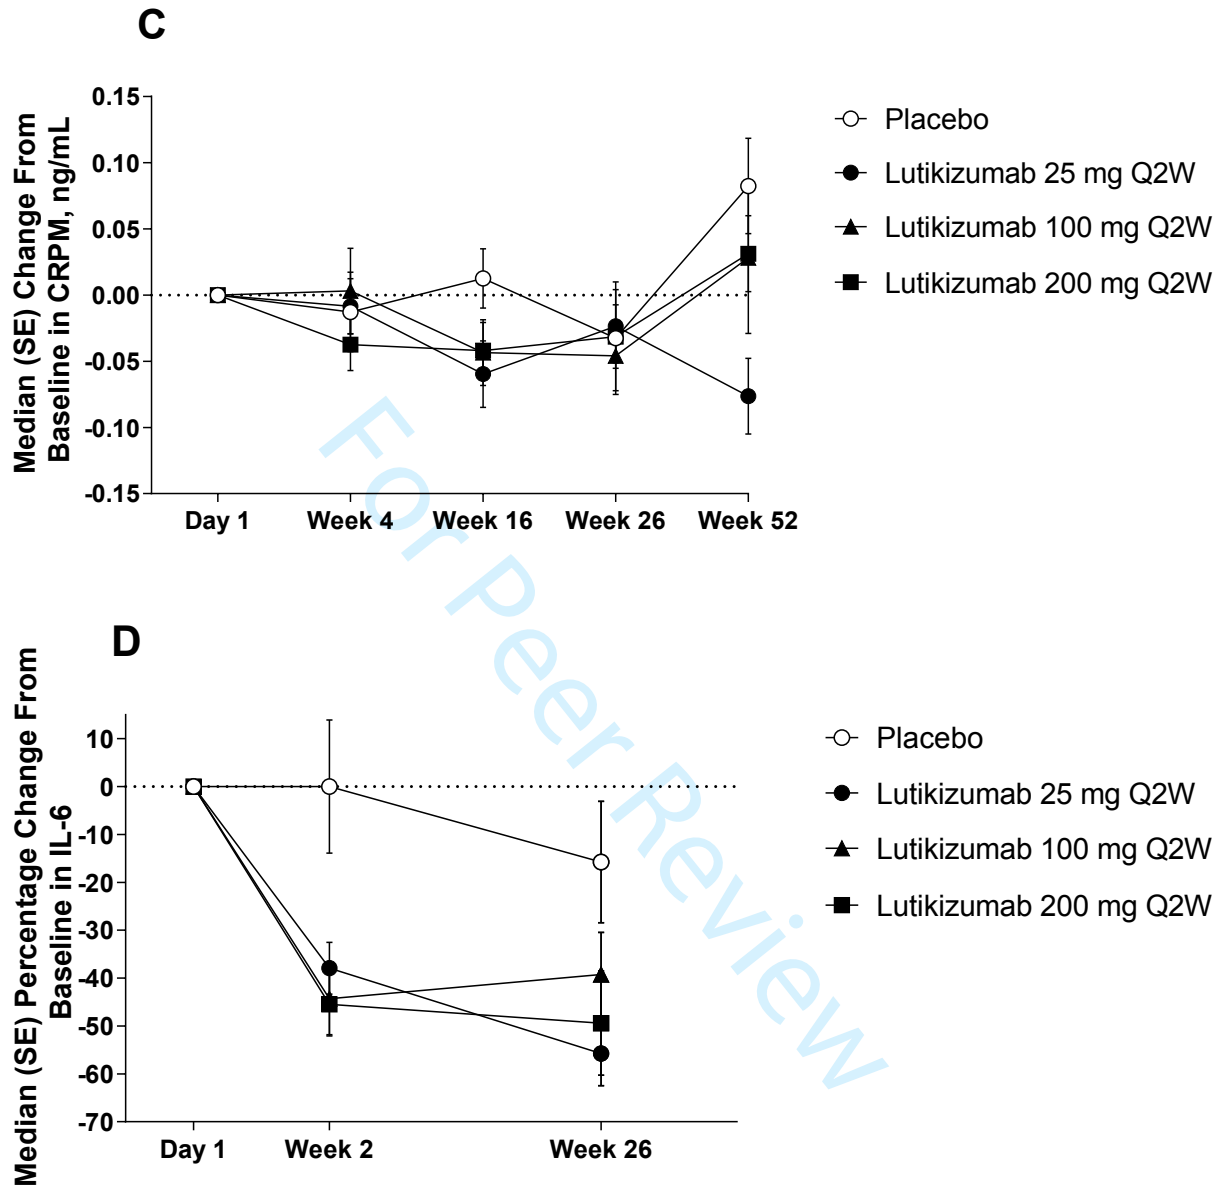 C
Median (SE) Change From
Baseline in CRPM, ng/mL
0.15
0.10
0.05
0.00
-0.05
-0.10
-0.15
Day 1
Week 4
Week 16
Week 26
Week 52
Placebo
Lutikizumab 25 mg Q2W
Lutikizumab 100 mg Q2W
Lutikizumab 200 mg Q2W
For Peer Review
D
Median (SE) Percentage Change From
Baseline in IL-6
10
0
-10
-20
-30
-40
-50
-60
-70
Day 1
Week 2
Week 26
Placebo
Lutikizumab 25 mg Q2W
Lutikizumab 100 mg Q2W
Lutikizumab 200 mg Q2W